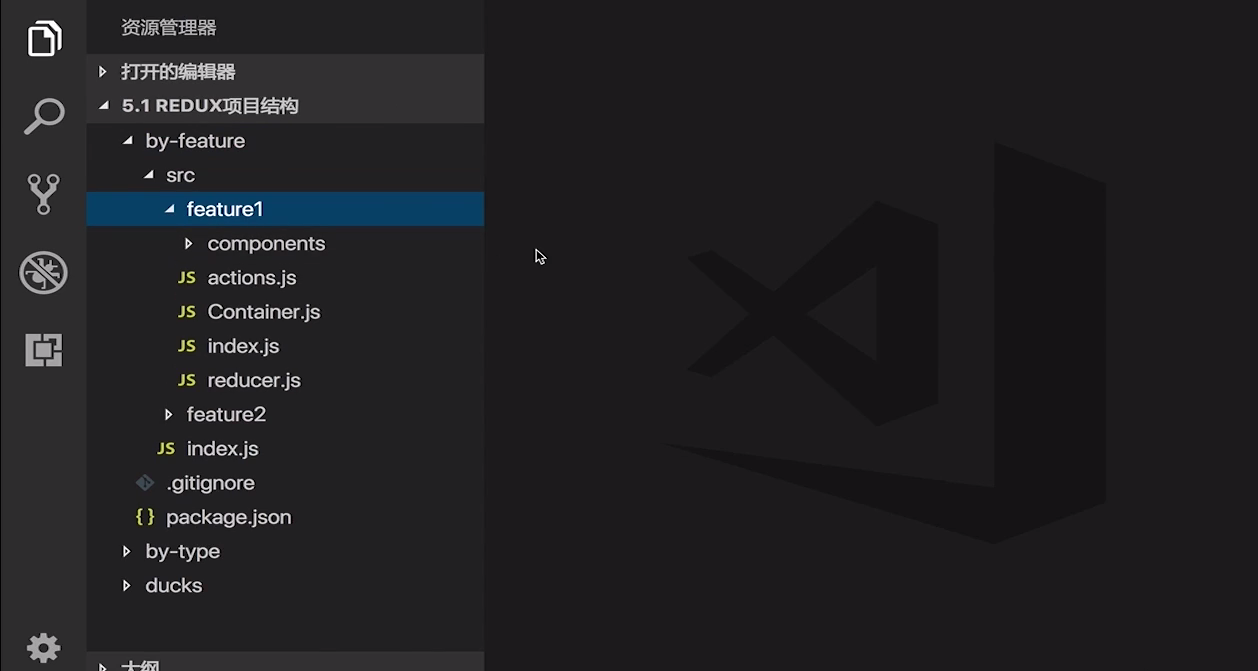 资源管理器
打开的编辑器
5.1 REDUX项目结构
by-feature
src
feature1
components
JS actions.js
JS Container.js
JS index.js
JS reducer.js
feature2
JS index.js
.gitignore
{ } package.json
by-type
ducks
大纲